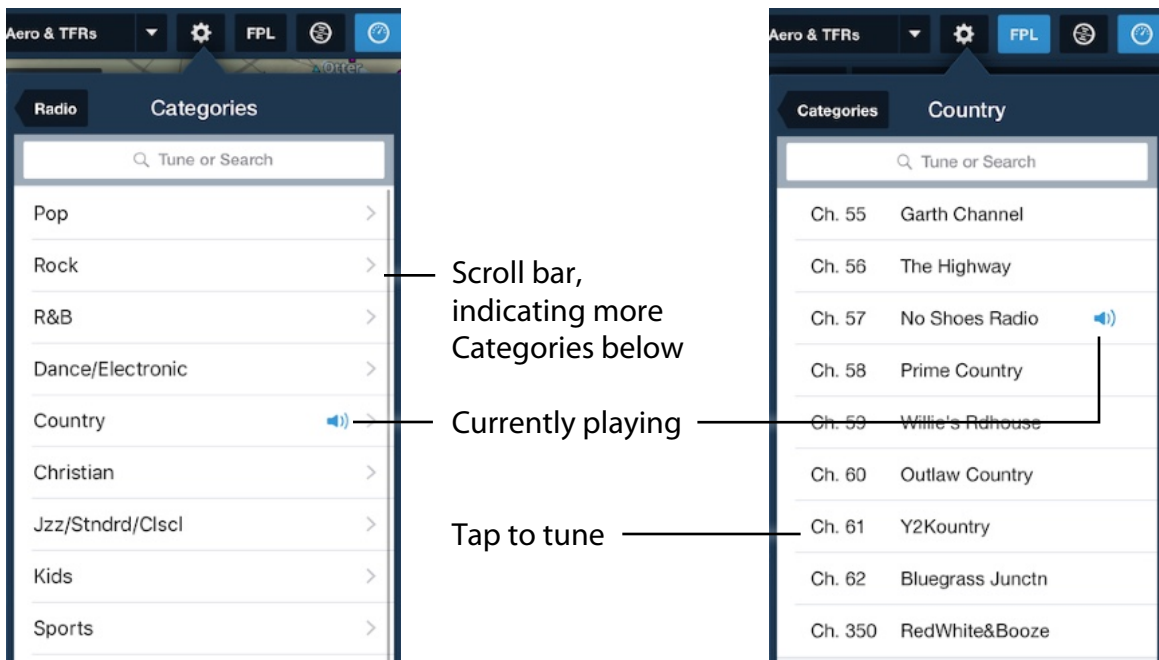 Aero & TFRs
FPL
Otter
Radio
Categories
Tune or Search
Pop
Rock
R&B
Dance/Electronic
Country
Christian
Jzz/Stndrd/Clscl
Kids
Sports
Scroll bar,
indicating more
Categories below
Currently playing
Tap to tune
Aero & TFRs
FPL
Categories
Country
Tune or Search
Ch. 55 Garth Channel
Ch. 56 The Highway
Ch. 57 No Shoes Radio
Ch. 58 Prime Country
Ch. 59 Willie's Rdhouse
Ch. 60 Outlaw Country
Ch. 61 Y2Kountry
Ch. 62 Bluegrass Junctn
Ch. 350 RedWhite&Booze